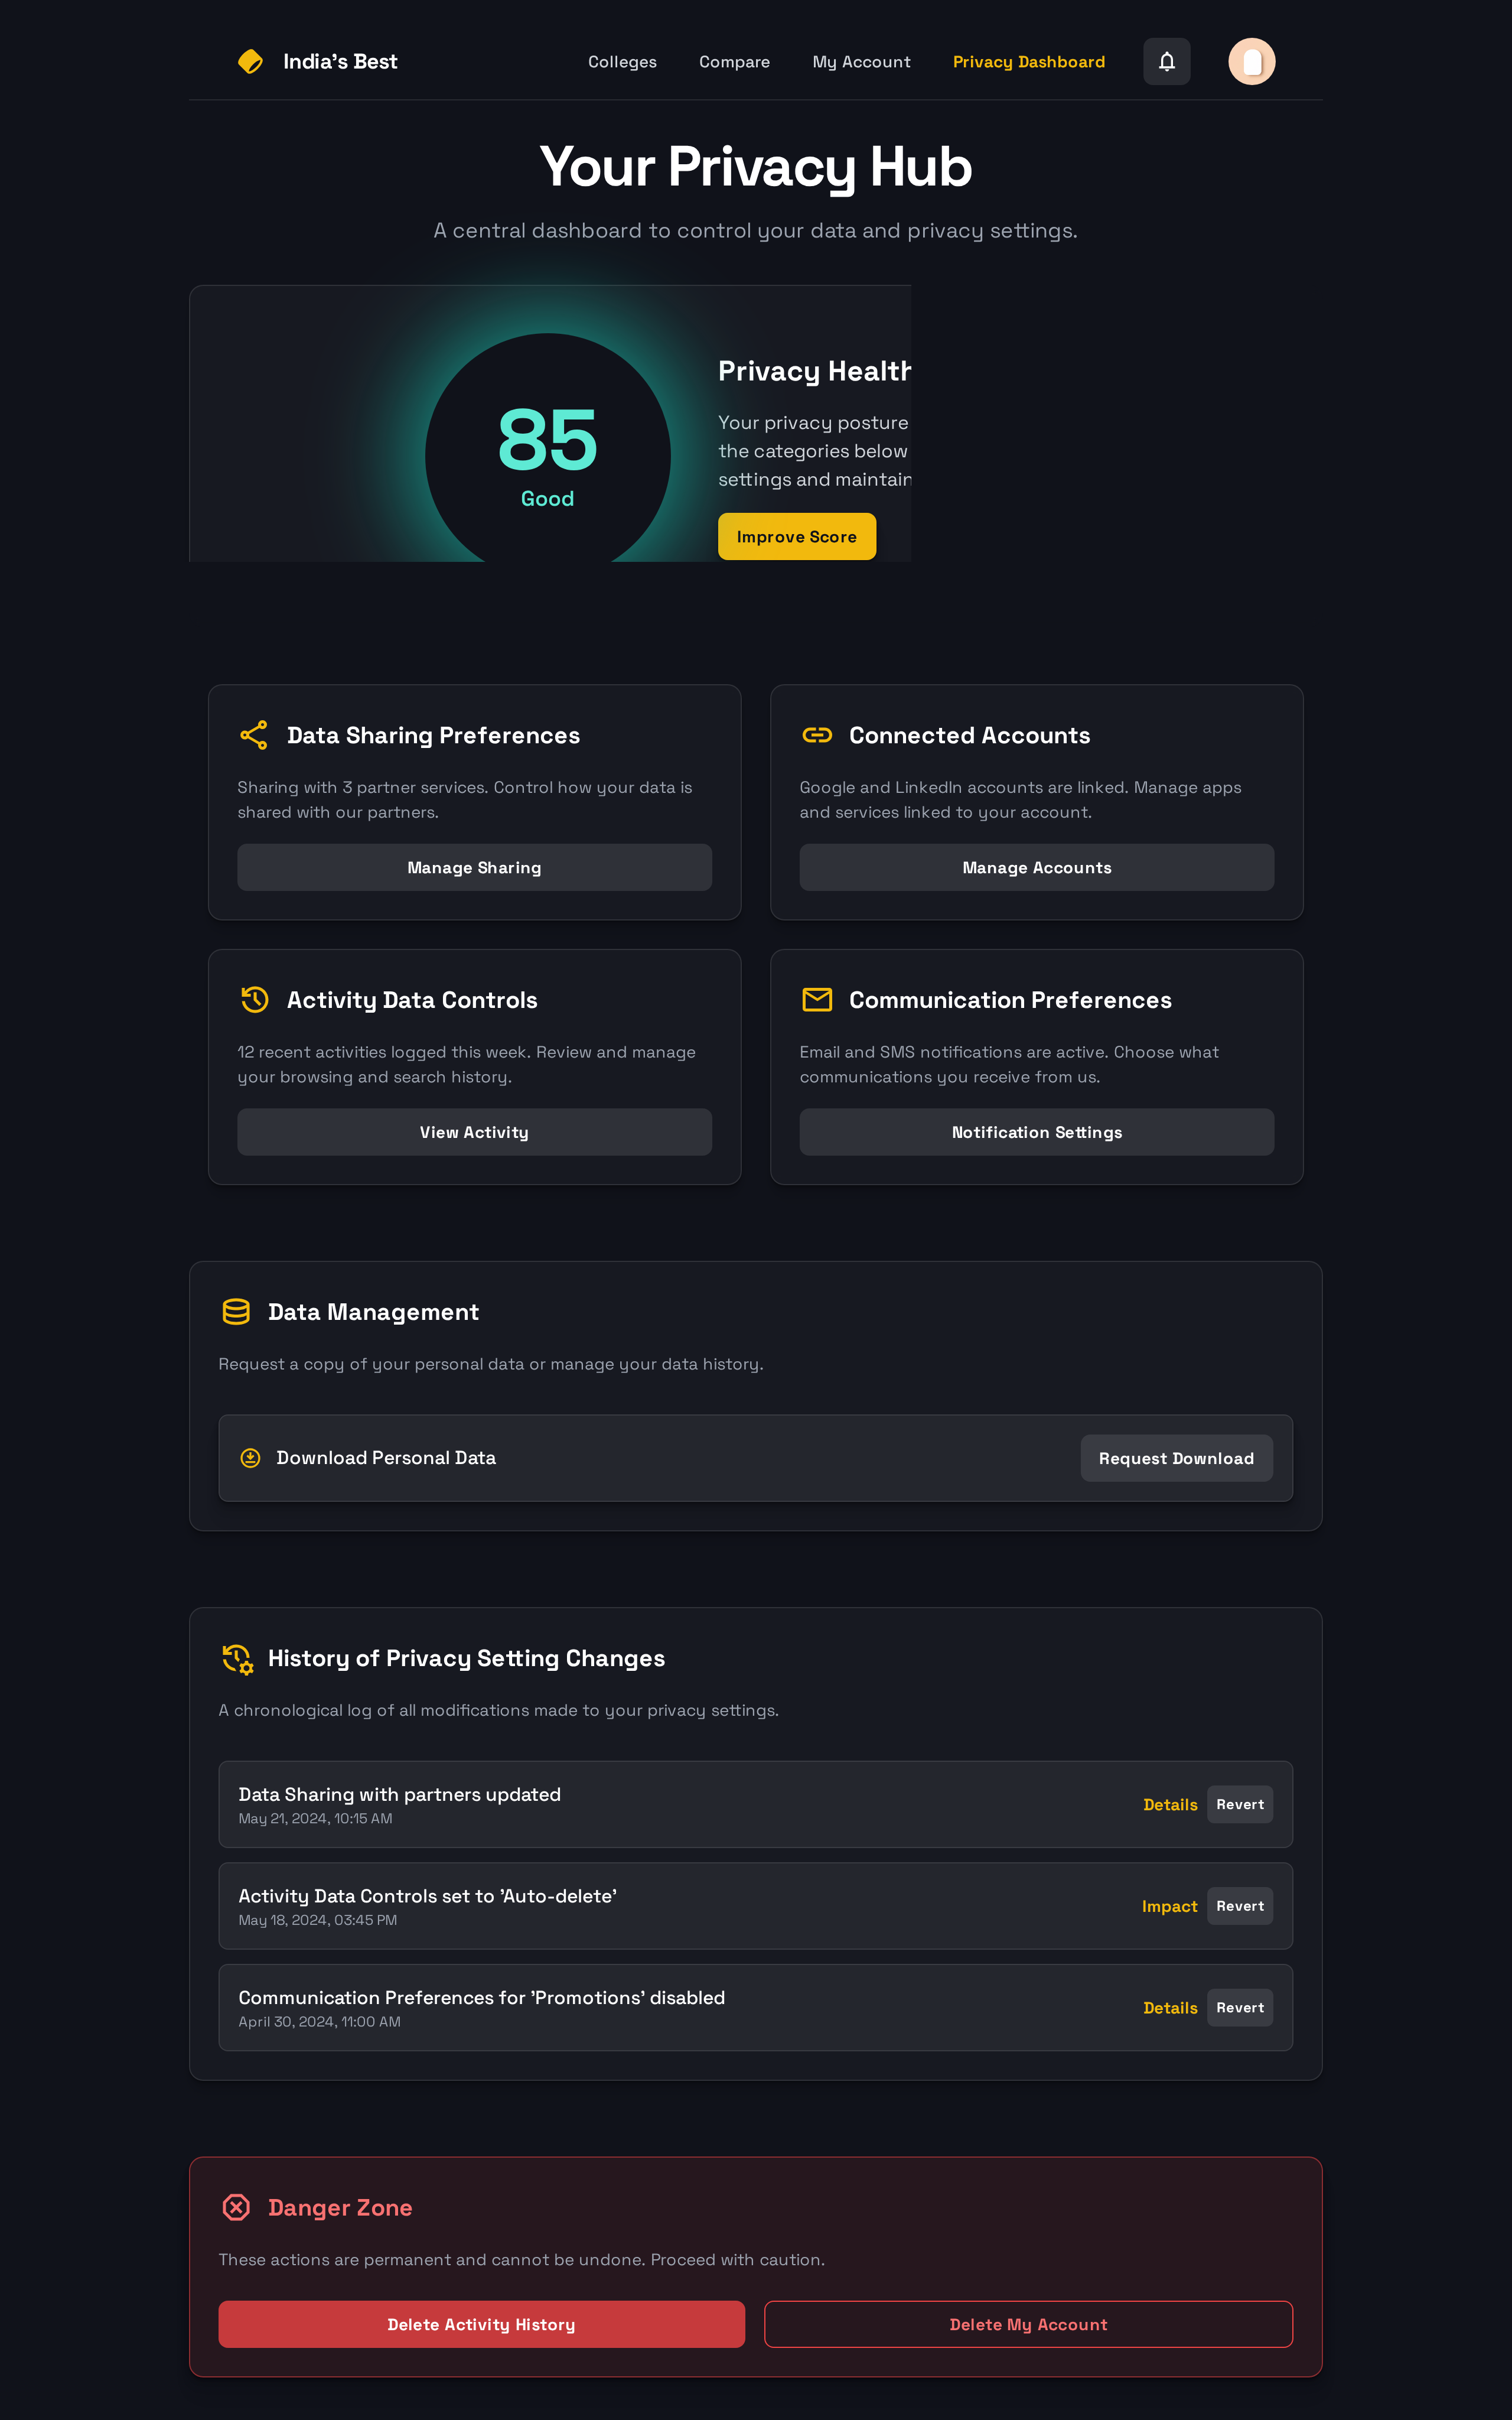 India's Best
Colleges
Compare
My Account
Privacy Dashboard
Your Privacy Hub
A central dashboard to control your data and privacy settings.
85
Good
Privacy Health
Your privacy posture
the categories below
settings and maintain
Improve Score
Data Sharing Preferences
Sharing with 3 partner services. Control how your data is
shared with our partners.
Manage Sharing
Connected Accounts
Google and LinkedIn accounts are linked. Manage apps
and services linked to your account.
Manage Accounts
Activity Data Controls
12 recent activities logged this week. Review and manage
your browsing and search history.
View Activity
Communication Preferences
Email and SMS notifications are active. Choose what
communications you receive from us.
Notification Settings
Data Management
Request a copy of your personal data or manage your data history.
Download Personal Data
Request Download
History of Privacy Setting Changes
A chronological log of all modifications made to your privacy settings.
Data Sharing with partners updated
May 21, 2024, 10:15 AM
Details
Revert
Activity Data Controls set to 'Auto-delete'
May 18, 2024, 03:45 PM
Impact
Revert
Communication Preferences for 'Promotions' disabled
April 30, 2024, 11:00 AM
Details
Revert
Danger Zone
These actions are permanent and cannot be undone. Proceed with caution.
Delete Activity History
Delete My Account